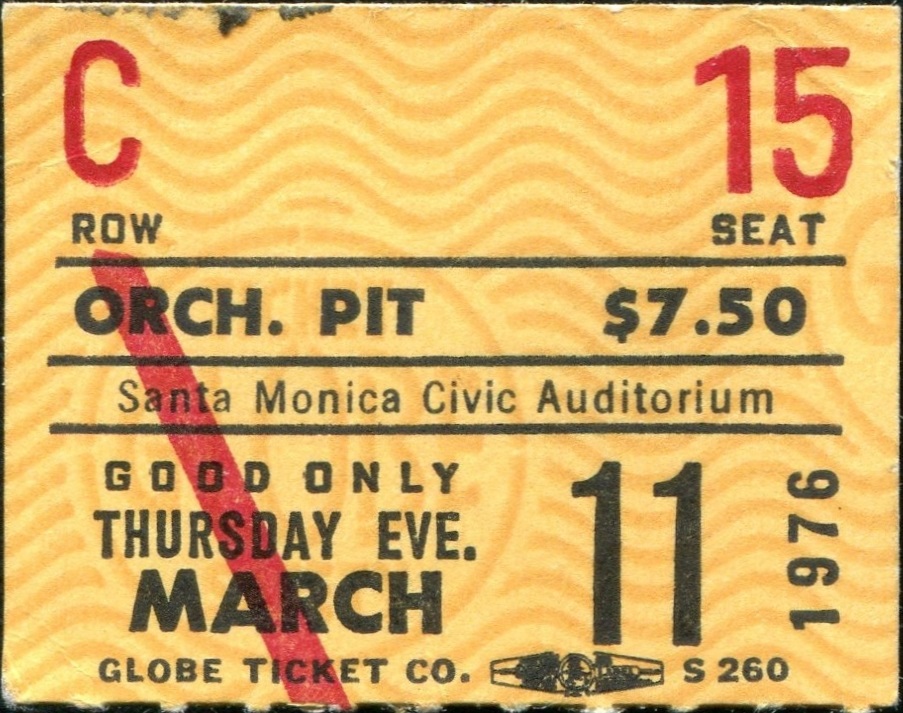 C 15
ROW SEAT
ORCH. PIT $7.50
Santa Monica Civic Auditorium
GOOD ONLY
THURSDAY EVE.
MARCH 11 1976
GLOBE TICKET CO. S 260